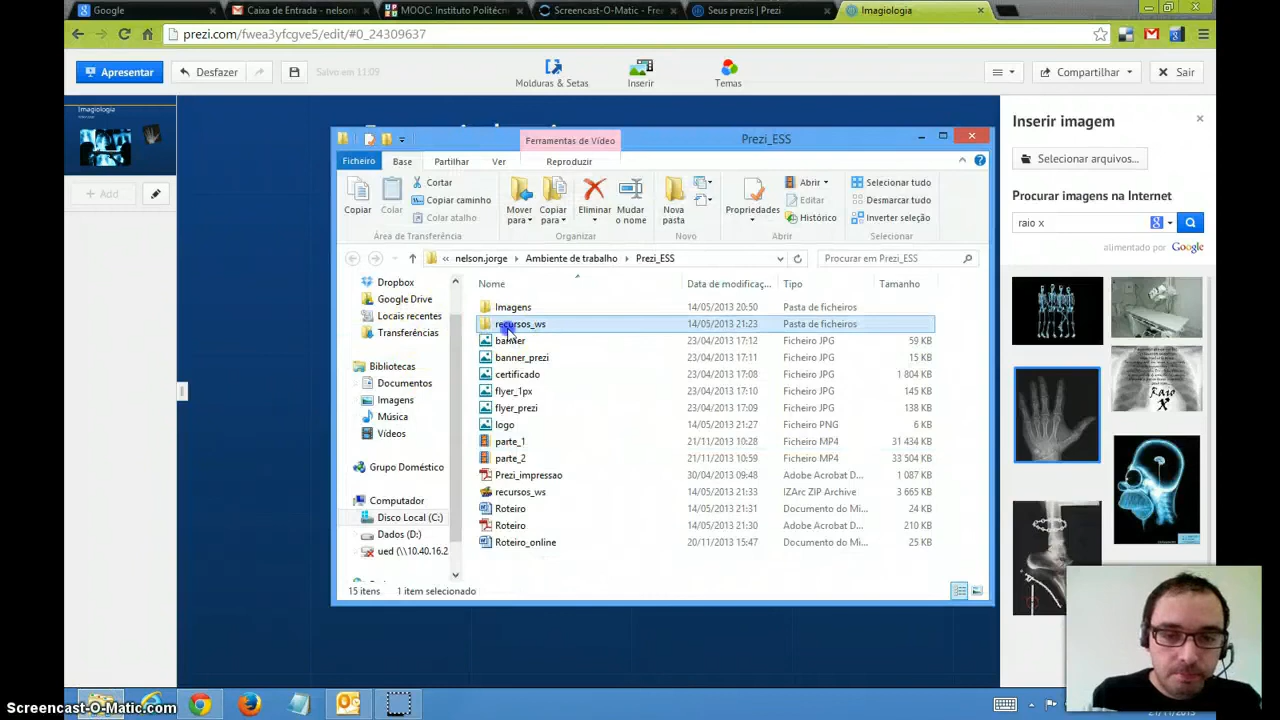 Google
Caixa de Entrada - nelson
MOOC: Instituto Politécn
Screencast-O-Matic - Free
Seus prezis | Prezi
Imagiologia
prezi.com/fwea3yfcgve5/edit/#0_24309637
Apresentar
Desfazer
Salvo em 11:09
Molduras & Setas
Inserir
Temas
Compartilhar
Sair
Imagiologia
Add
Inserir imagem
Selecionar arquivos...
Procurar imagens na Internet
raio x
alimentado por Google
Raio
X
Ferramentas de Vídeo
Prezi_ESS
Ficheiro
Base
Partilhar
Ver
Reproduzir
Copiar
Colar
Cortar
Copiar caminho
Colar atalho
Mover para
Copiar para
Eliminar
Mudar o nome
Nova pasta
Propriedades
Abrir
Editar
Histórico
Selecionar tudo
Desmarcar tudo
Inverter seleção
Área de Transferência
Organizar
Novo
Abrir
Selecionar
« nelson.jorge
Ambiente de trabalho
Prezi_ESS
Procurar em Prezi_ESS
Dropbox
Google Drive
Locais recentes
Transferências
Bibliotecas
Documentos
Imagens
Música
Vídeos
Grupo Doméstico
Computador
Disco Local (C:)
Dados (D:)
ued (\\10.40.16.2
Nome Data de modificaç... Tipo Tamanho
Imagens 14/05/2013 20:50 Pasta de ficheiros
recursos_ws 14/05/2013 21:23 Pasta de ficheiros
banner 23/04/2013 17:12 Ficheiro JPG 59 KB
banner_prezi 23/04/2013 17:11 Ficheiro JPG 15 KB
certificado 23/04/2013 17:08 Ficheiro JPG 1 804 KB
flyer_1px 23/04/2013 17:10 Ficheiro JPG 145 KB
flyer_prezi 23/04/2013 17:09 Ficheiro JPG 138 KB
logo 14/05/2013 21:27 Ficheiro PNG 6 KB
parte_1 21/11/2013 10:28 Ficheiro MP4 31 434 KB
parte_2 21/11/2013 10:59 Ficheiro MP4 33 504 KB
Prezi_impressao 30/04/2013 09:48 Adobe Acrobat D... 1 087 KB
recursos_ws 14/05/2013 21:33 IZArc ZIP Archive 3 665 KB
Roteiro 14/05/2013 21:31 Documento do Mi... 24 KB
Roteiro 14/05/2013 21:30 Adobe Acrobat D... 210 KB
Roteiro_online 20/11/2013 15:47 Documento do Mi... 25 KB
15 itens
1 item selecionado
Screencast-O-Matic.com